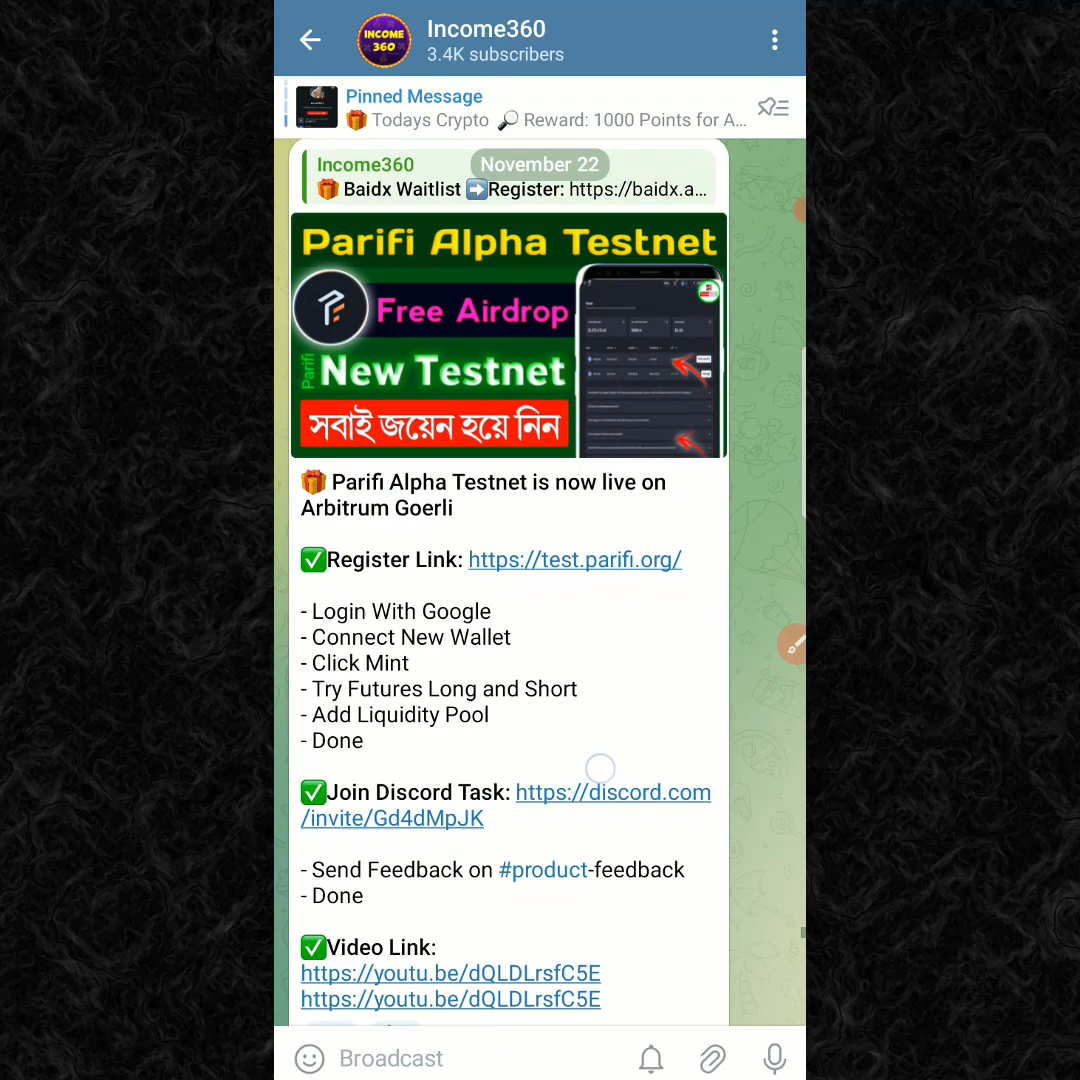 Income360
3.4K subscribers
INCOME
360
Pinned Message
🎁 Todays Crypto 🔎 Reward: 1000 Points for A...
Income360
November 22
🎁 Baidx Waitlist ➡️Register: https://baidx.a...
Parifi Alpha Testnet
Free Airdrop
Parifi
New Testnet
সবাই জয়েন হয়ে নিন
🎁 Parifi Alpha Testnet is now live on
Arbitrum Goerli
✅Register Link: https://test.parifi.org/
- Login With Google
- Connect New Wallet
- Click Mint
- Try Futures Long and Short
- Add Liquidity Pool
- Done
✅Join Discord Task: https://discord.com
/invite/Gd4dMpJK
- Send Feedback on #product-feedback
- Done
✅Video Link:
https://youtu.be/dQLDLrsfC5E
https://youtu.be/dQLDLrsfC5E
Broadcast